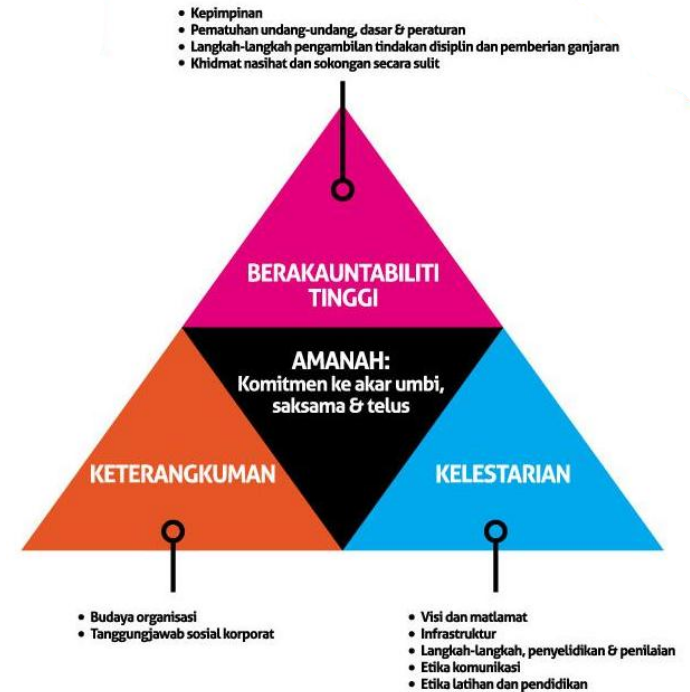 • Kepimpinan
• Pematuhan undang-undang, dasar & peraturan
• Langkah-langkah pengambilan tindakan disiplin dan pemberian ganjaran
• Khidmat nasihat dan sokongan secara sulit
BERAKAUNTABILITI
TINGGI
AMANAH:
Komitmen ke akar umbi,
saksama & telus
KETERANGKUMAN
KELESTARIAN
• Budaya organisasi
• Tanggungjawab sosial korporat
• Visi dan matlamat
• Infrastruktur
• Langkah-langkah, penyelidikan & penilaian
• Etika komunikasi
• Etika latihan dan pendidikan